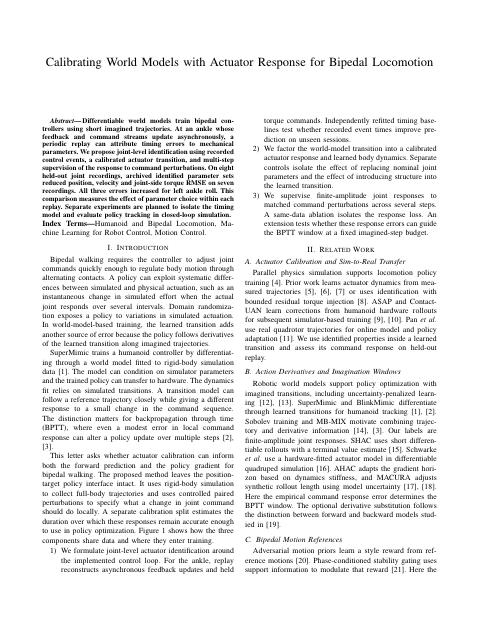 Calibrating World Models with Actuator Response for Bipedal Locomotion
Abstract—Differentiable world models train bipedal con-
trollers using short imagined trajectories. At an ankle whose
feedback and command streams update asynchronously, a
periodic replay can attribute timing errors to mechanical
parameters. We propose joint-level identification using recorded
control events, a calibrated actuator transition, and multi-step
supervision of the response to command perturbations. On eight
held-out joint recordings, archived identified parameter sets
reduced position, velocity and joint-side torque RMSE on seven
recordings. All three errors increased for left ankle roll. This
comparison measures the effect of parameter choice within each
replay. Separate experiments are planned to isolate the timing
model and evaluate policy tracking in closed-loop simulation.
Index Terms—Humanoid and Bipedal Locomotion, Ma-
chine Learning for Robot Control, Motion Control.
I. INTRODUCTION
Bipedal walking requires the controller to adjust joint
commands quickly enough to regulate body motion through
alternating contacts. A policy can exploit systematic differ-
ences between simulated and physical actuation, such as an
instantaneous change in simulated effort when the actual
joint responds over several intervals. Domain randomiza-
tion exposes a policy to variations in simulated actuation.
In world-model-based training, the learned transition adds
another source of error because the policy follows derivatives
of the learned transition along imagined trajectories.
SuperMimic trains a humanoid controller by differentiat-
ing through a world model fitted to rigid-body simulation
data [1]. The model can condition on simulator parameters
and the trained policy can transfer to hardware. The dynamics
fit relies on simulated transitions. A transition model can
follow a reference trajectory closely while giving a different
response to a small change in the command sequence.
The distinction matters for backpropagation through time
(BPTT), where even a modest error in local command
response can alter a policy update over multiple steps [2],
[3].
This letter asks whether actuator calibration can inform
both the forward prediction and the policy gradient for
bipedal walking. The proposed method leaves the position-
target policy interface intact. It uses rigid-body simulation
to collect full-body trajectories and uses controlled paired
perturbations to specify what a change in joint command
should do locally. A separate calibration split estimates the
duration over which these responses remain accurate enough
to use in policy optimization. Figure 1 shows how the three
components share data and where they enter training.
1) We formulate joint-level actuator identification around
the implemented control loop. For the ankle, replay
reconstructs asynchronous feedback updates and held
torque commands. Independently refitted timing base-
lines test whether recorded event times improve pre-
diction on unseen sessions.
2) We factor the world-model transition into a calibrated
actuator response and learned body dynamics. Separate
controls isolate the effect of replacing nominal joint
parameters and the effect of introducing structure into
the learned transition.
3) We supervise finite-amplitude joint responses to
matched command perturbations across several steps.
A same-data ablation isolates the response loss. An
extension tests whether these response errors can guide
the BPTT window at a fixed imagined-step budget.
II. RELATED WORK
A. Actuator Calibration and Sim-to-Real Transfer
Parallel physics simulation supports locomotion policy
training [4]. Prior work learns actuator dynamics from mea-
sured trajectories [5], [6], [7] or uses identification with
bounded residual torque injection [8]. ASAP and Contact-
UAN learn corrections from humanoid hardware rollouts
for subsequent simulator-based training [9], [10]. Pan et al.
use real quadrotor trajectories for online model and policy
adaptation [11]. We use identified properties inside a learned
transition and assess its command response on held-out
replay.
B. Action Derivatives and Imagination Windows
Robotic world models support policy optimization with
imagined transitions, including uncertainty-penalized learn-
ing [12], [13]. SuperMimic and BlinkMimic differentiate
through learned transitions for humanoid tracking [1], [2].
Sobolev training and MB-MIX motivate combining trajec-
tory and derivative information [14], [3]. Our labels are
finite-amplitude joint responses. SHAC uses short differen-
tiable rollouts with a terminal value estimate [15]. Schwarke
et al. use a hardware-fitted actuator model in differentiable
quadruped simulation [16]. AHAC adapts the gradient hori-
zon based on dynamics stiffness, and MACURA adjusts
synthetic rollout length using model uncertainty [17], [18].
Here the empirical command response error determines the
BPTT window. The optional derivative substitution follows
the distinction between forward and backward models stud-
ied in [19].
C. Bipedal Motion References
Adversarial motion priors learn a style reward from ref-
erence motions [20]. Phase-conditioned stability gating uses
support information to modulate that reward [21]. Here the